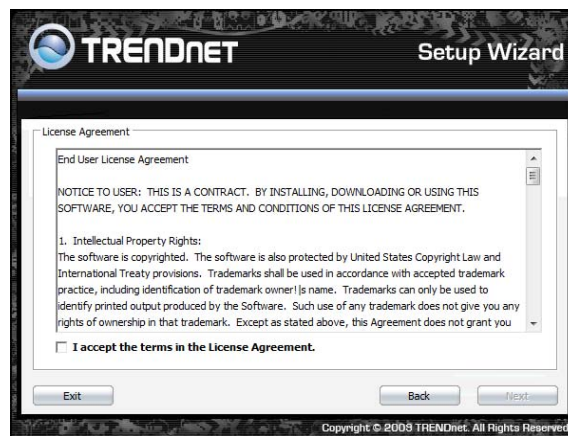 TRENDnet
Setup Wizard
License Agreement
End User License Agreement
NOTICE TO USER: THIS IS A CONTRACT. BY INSTALLING, DOWNLOADING OR USING THIS
SOFTWARE, YOU ACCEPT THE TERMS AND CONDITIONS OF THIS LICENSE AGREEMENT.
1. Intellectual Property Rights:
The software is copyrighted. The software is also protected by United States Copyright Law and
International Treaty provisions. Trademarks shall be used in accordance with accepted trademark
practice, including identification of trademark owner!|s name. Trademarks can only be used to
identify printed output produced by the Software. Such use of any trademark does not give you any
rights of ownership in that trademark. Except as stated above, this Agreement does not grant you
I accept the terms in the License Agreement.
Exit
Back
Next
Copyright © 2009 TRENDnet. All Rights Reserved